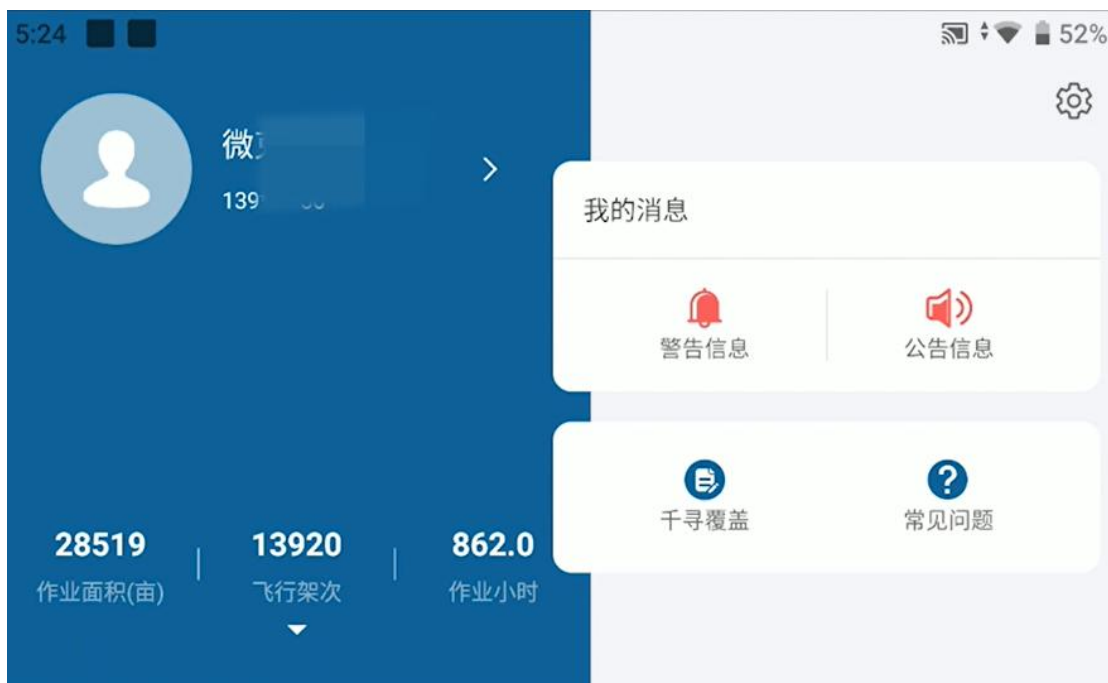 5:24
52%
微
139
我的消息
警告信息
公告信息
千寻覆盖
常见问题
28519
13920
862.0
作业面积(亩)
飞行架次
作业小时